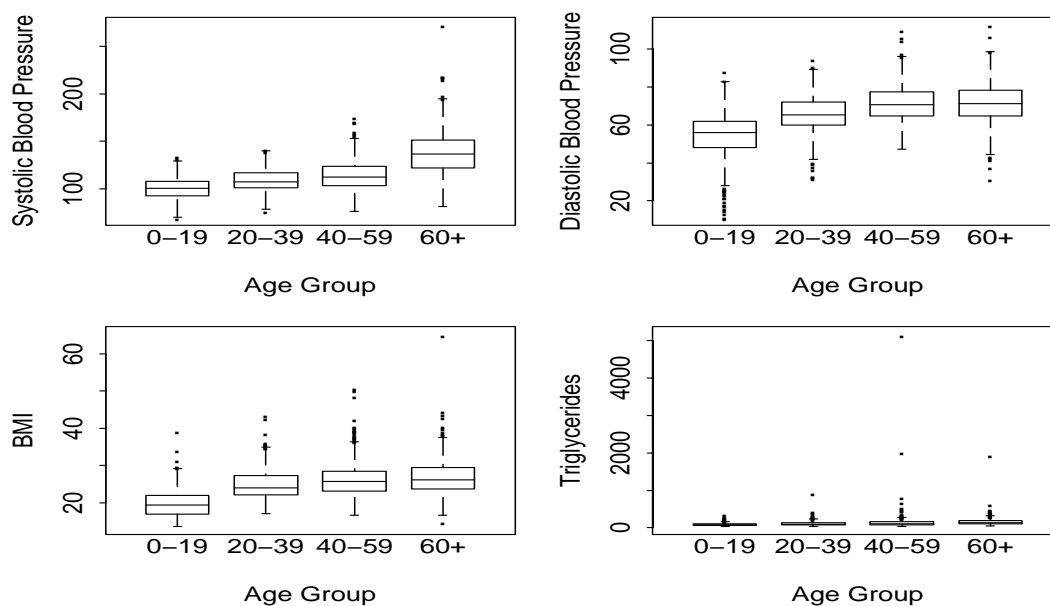 Systolic Blood Pressure
200
100
0–19 20–39 40–59 60+
Age Group
Diastolic Blood Pressure
100
60
20
0–19 20–39 40–59 60+
Age Group
BMI
60
40
20
0–19 20–39 40–59 60+
Age Group
Triglycerides
4000
2000
0
0–19 20–39 40–59 60+
Age Group